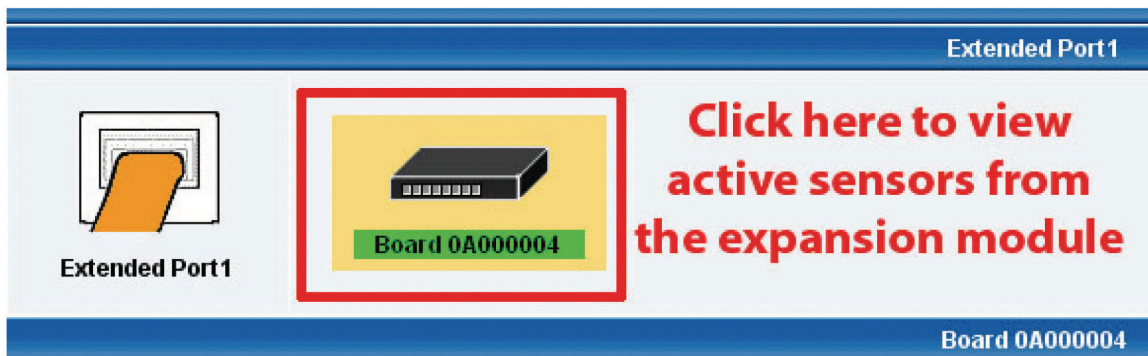 Extended Port1
Extended Port1
Board 0A000004
Click here to view
active sensors from
the expansion module
Board 0A000004